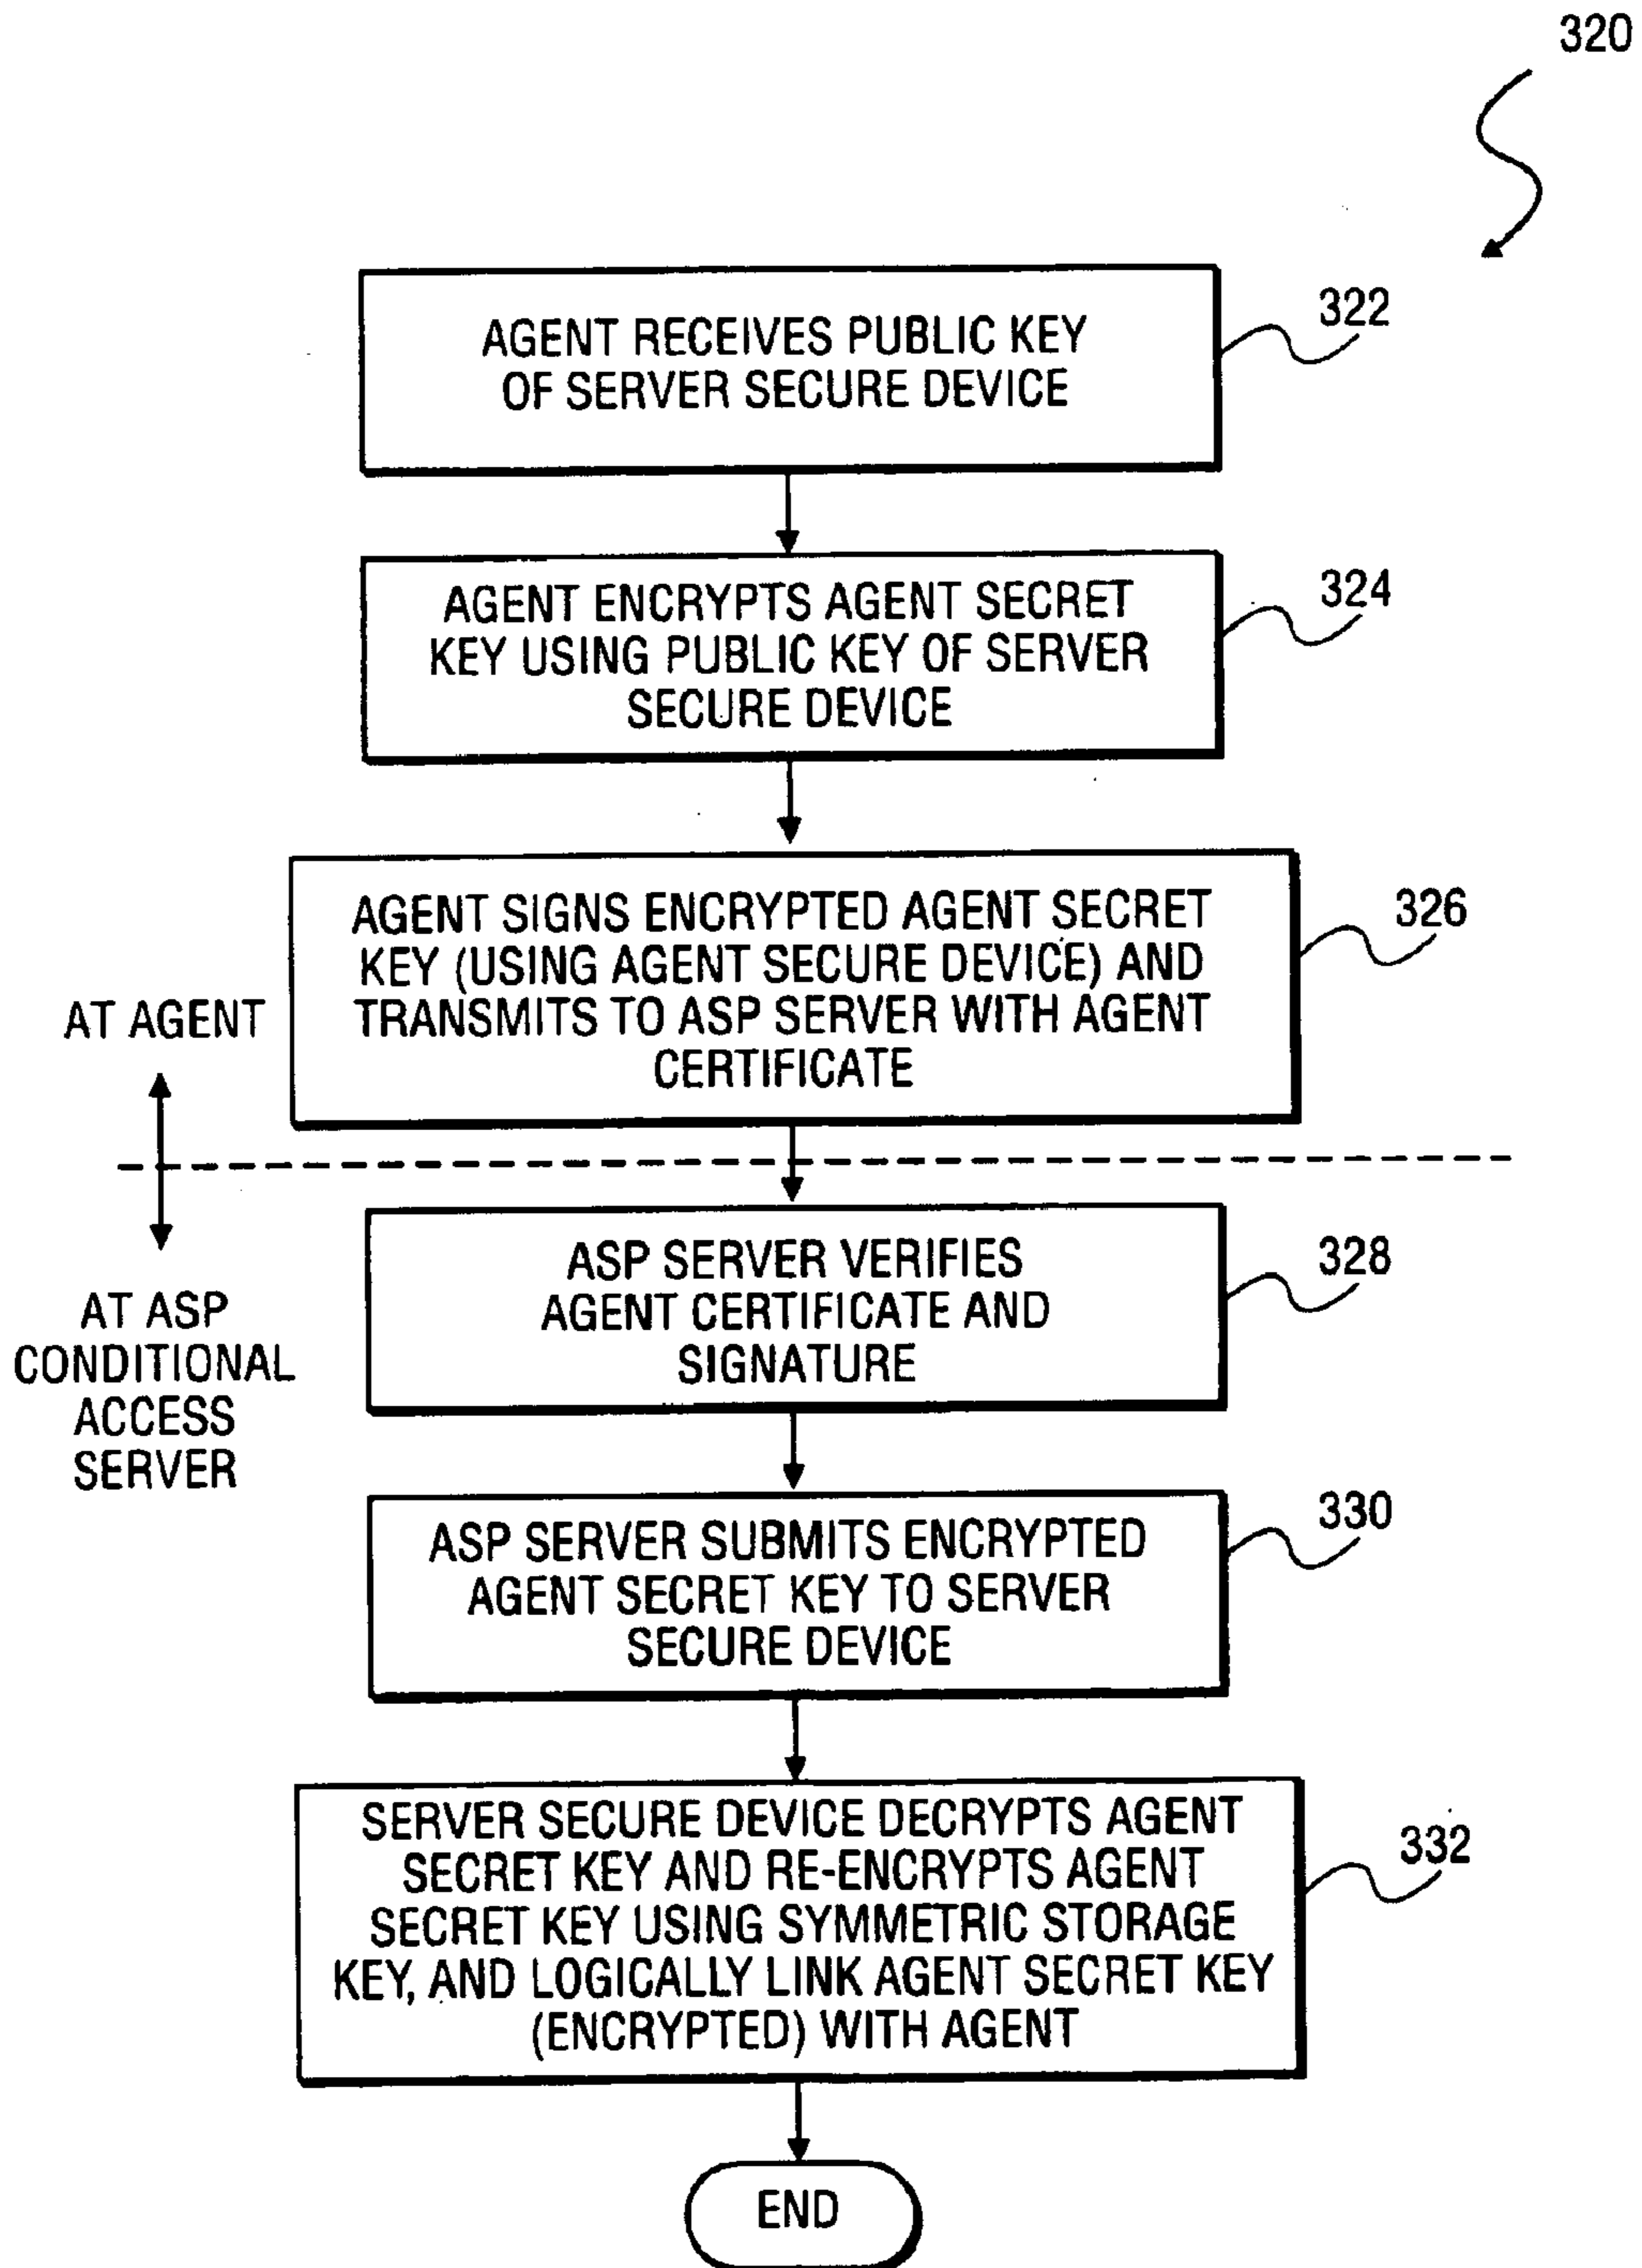 320
AGENT RECEIVES PUBLIC KEY
OF SERVER SECURE DEVICE
322
AGENT ENCRYPTS AGENT SECRET
KEY USING PUBLIC KEY OF SERVER
SECURE DEVICE
324
AGENT SIGNS ENCRYPTED AGENT SECRET
KEY (USING AGENT SECURE DEVICE) AND
TRANSMITS TO ASP SERVER WITH AGENT
CERTIFICATE
326
AT AGENT
AT ASP
CONDITIONAL
ACCESS
SERVER
ASP SERVER VERIFIES
AGENT CERTIFICATE AND
SIGNATURE
328
ASP SERVER SUBMITS ENCRYPTED
AGENT SECRET KEY TO SERVER
SECURE DEVICE
330
SERVER SECURE DEVICE DECRYPTS AGENT
SECRET KEY AND RE-ENCRYPTS AGENT
SECRET KEY USING SYMMETRIC STORAGE
KEY, AND LOGICALLY LINK AGENT SECRET KEY
(ENCRYPTED) WITH AGENT
332
END